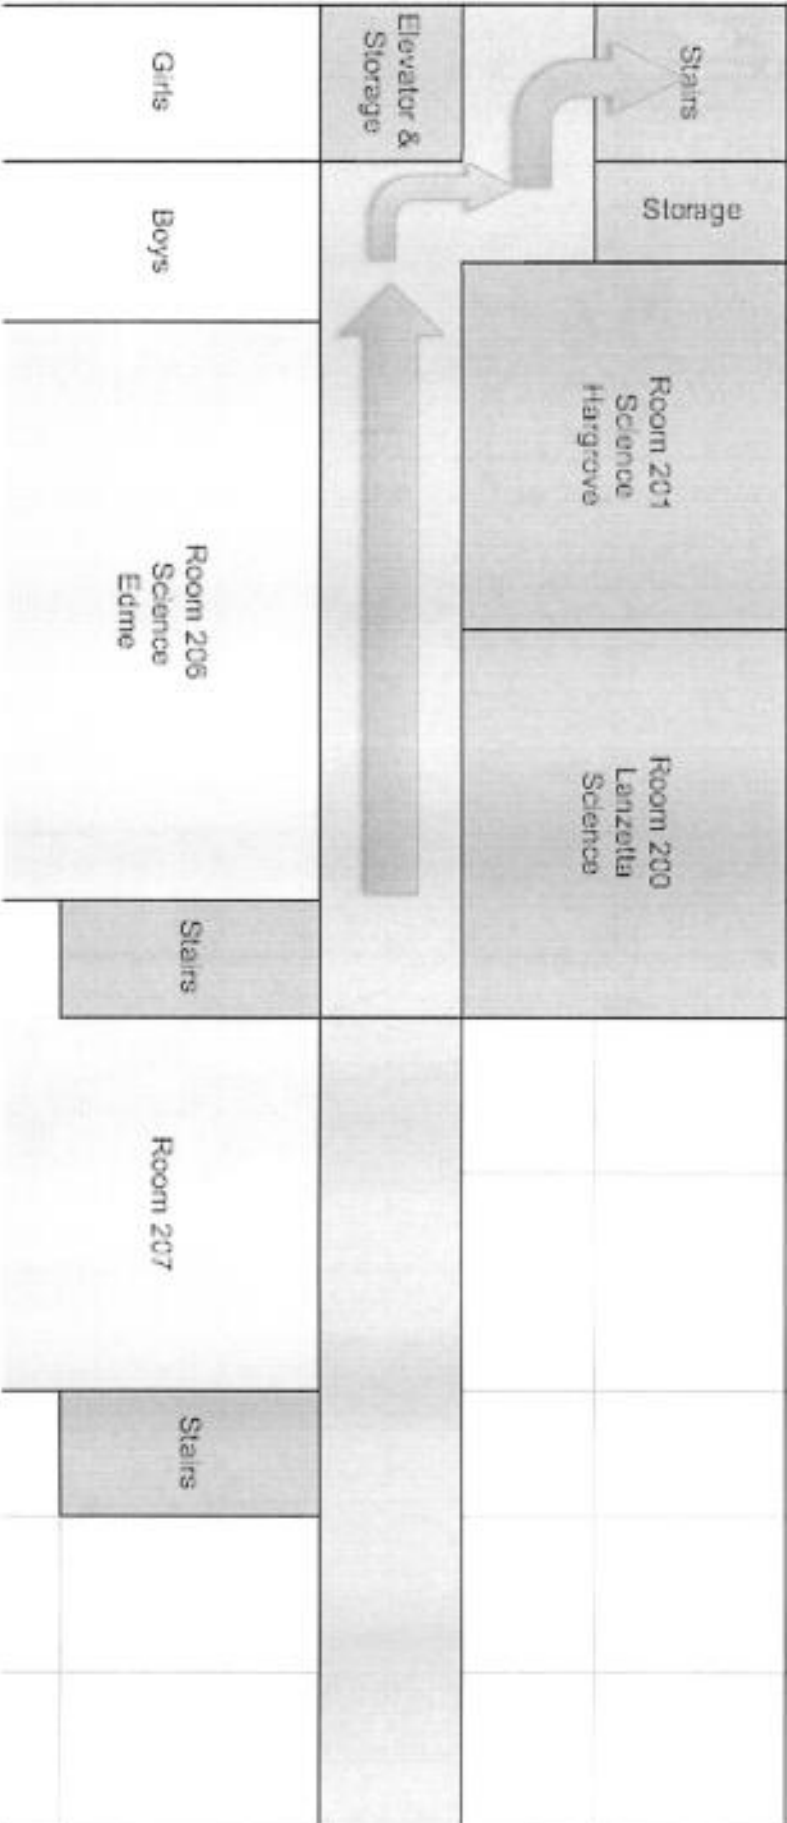 Girls
Elevator &
Storage
Stairs
Boys
Storage
Room 201
Science
Hargrove
Room 206
Science
Edme
Room 200
Lanzetta
Science
Stairs
Room 207
Stairs